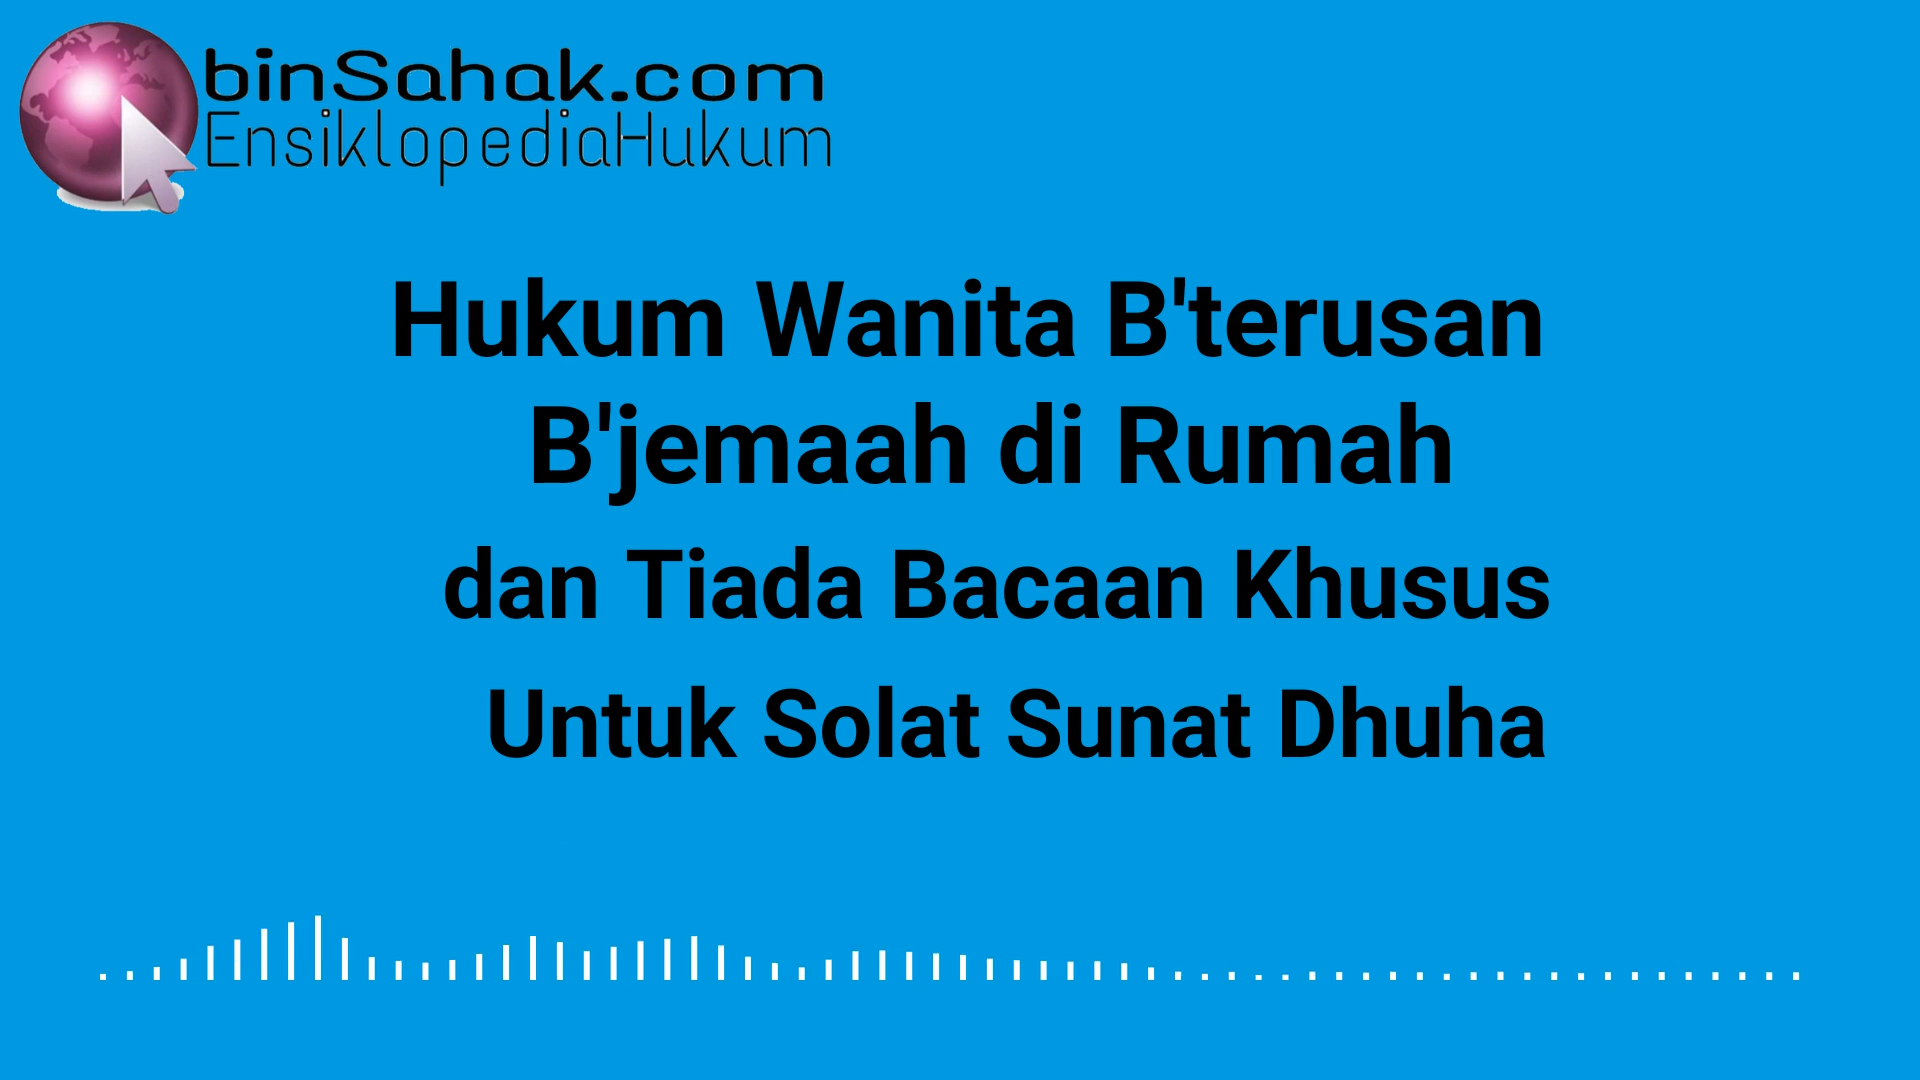 binSahak.com
EnsiklopediaHukum
Hukum Wanita B'terusan
B'jemaah di Rumah
dan Tiada Bacaan Khusus
Untuk Solat Sunat Dhuha